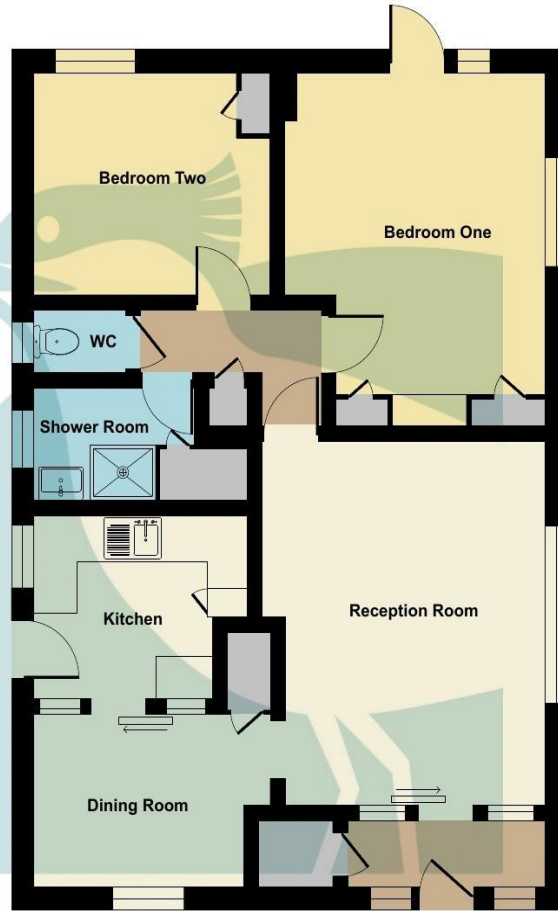 Bedroom Two
Bedroom One
WC
Shower Room
Kitchen
Reception Room
Dining Room